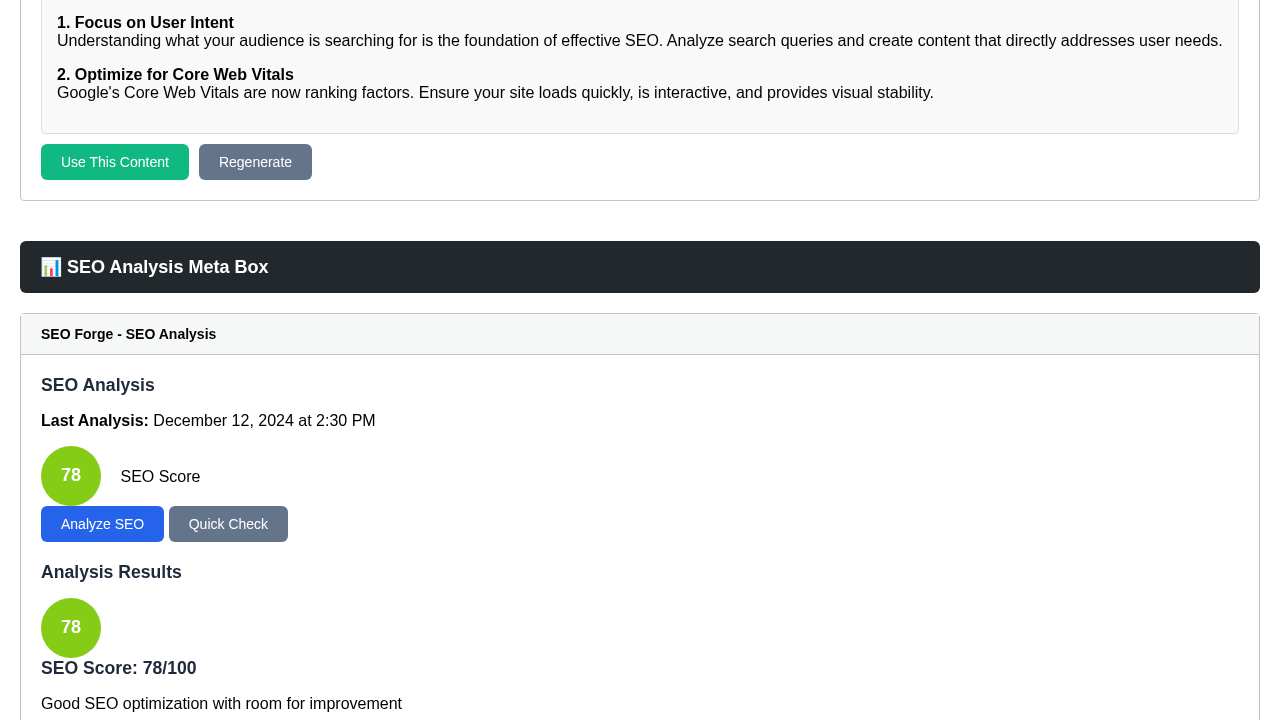 1. Focus on User Intent
Understanding what your audience is searching for is the foundation of effective SEO. Analyze search queries and create content that directly addresses user needs.
2. Optimize for Core Web Vitals
Google's Core Web Vitals are now ranking factors. Ensure your site loads quickly, is interactive, and provides visual stability.
Use This Content Regenerate
📊 SEO Analysis Meta Box
SEO Forge - SEO Analysis
SEO Analysis
Last Analysis: December 12, 2024 at 2:30 PM
78 SEO Score
Analyze SEO Quick Check
Analysis Results
78
SEO Score: 78/100
Good SEO optimization with room for improvement